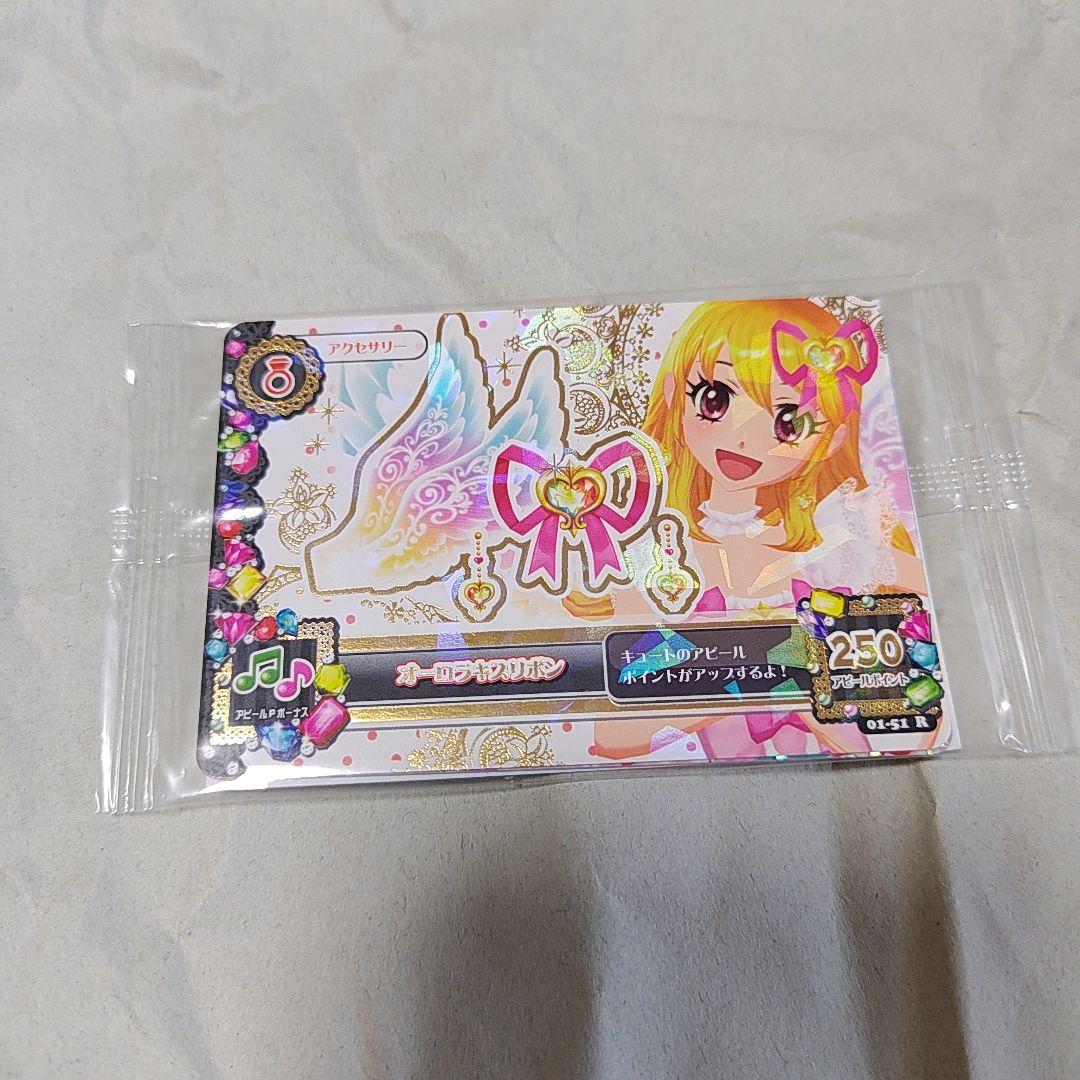 アクセサリー
オーロラキスリボン
キュートのアピール
ポイントがアップするよ!
250
アピールポイント
アピールPボーナス
01-51 R